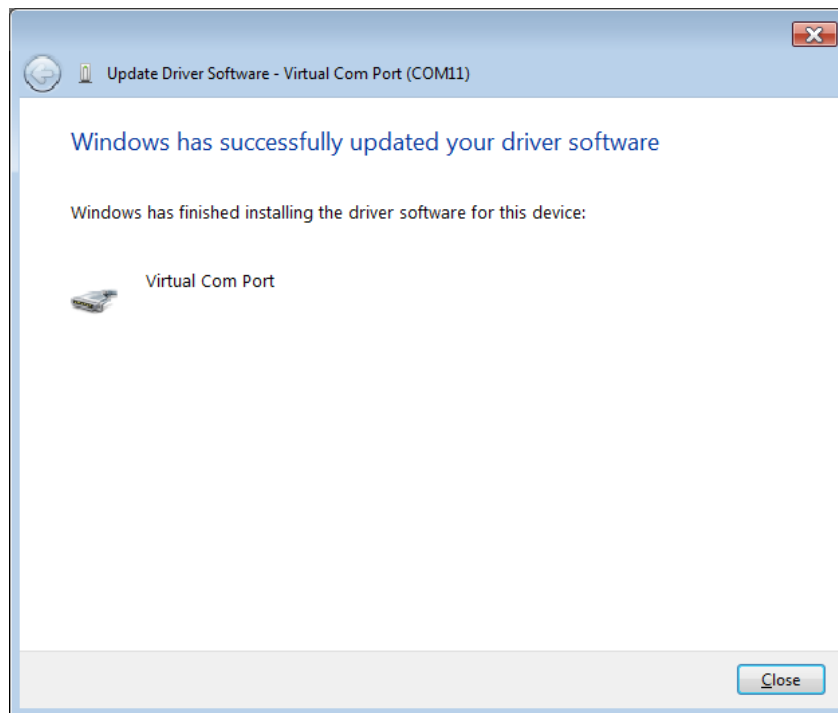 Update Driver Software - Virtual Com Port (COM11)
Windows has successfully updated your driver software
Windows has finished installing the driver software for this device:
Virtual Com Port
Close